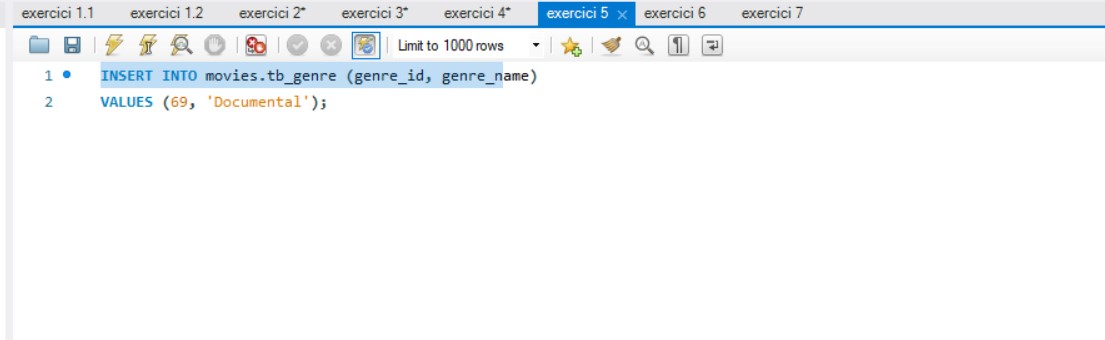 exercici 1.1 exercici 1.2 exercici 2* exercici 3* exercici 4* exercici 5 × exercici 6 exercici 7
Limit to 1000 rows
1 INSERT INTO movies.tb_genre (genre_id, genre_name)
2 VALUES (69, 'Documental');